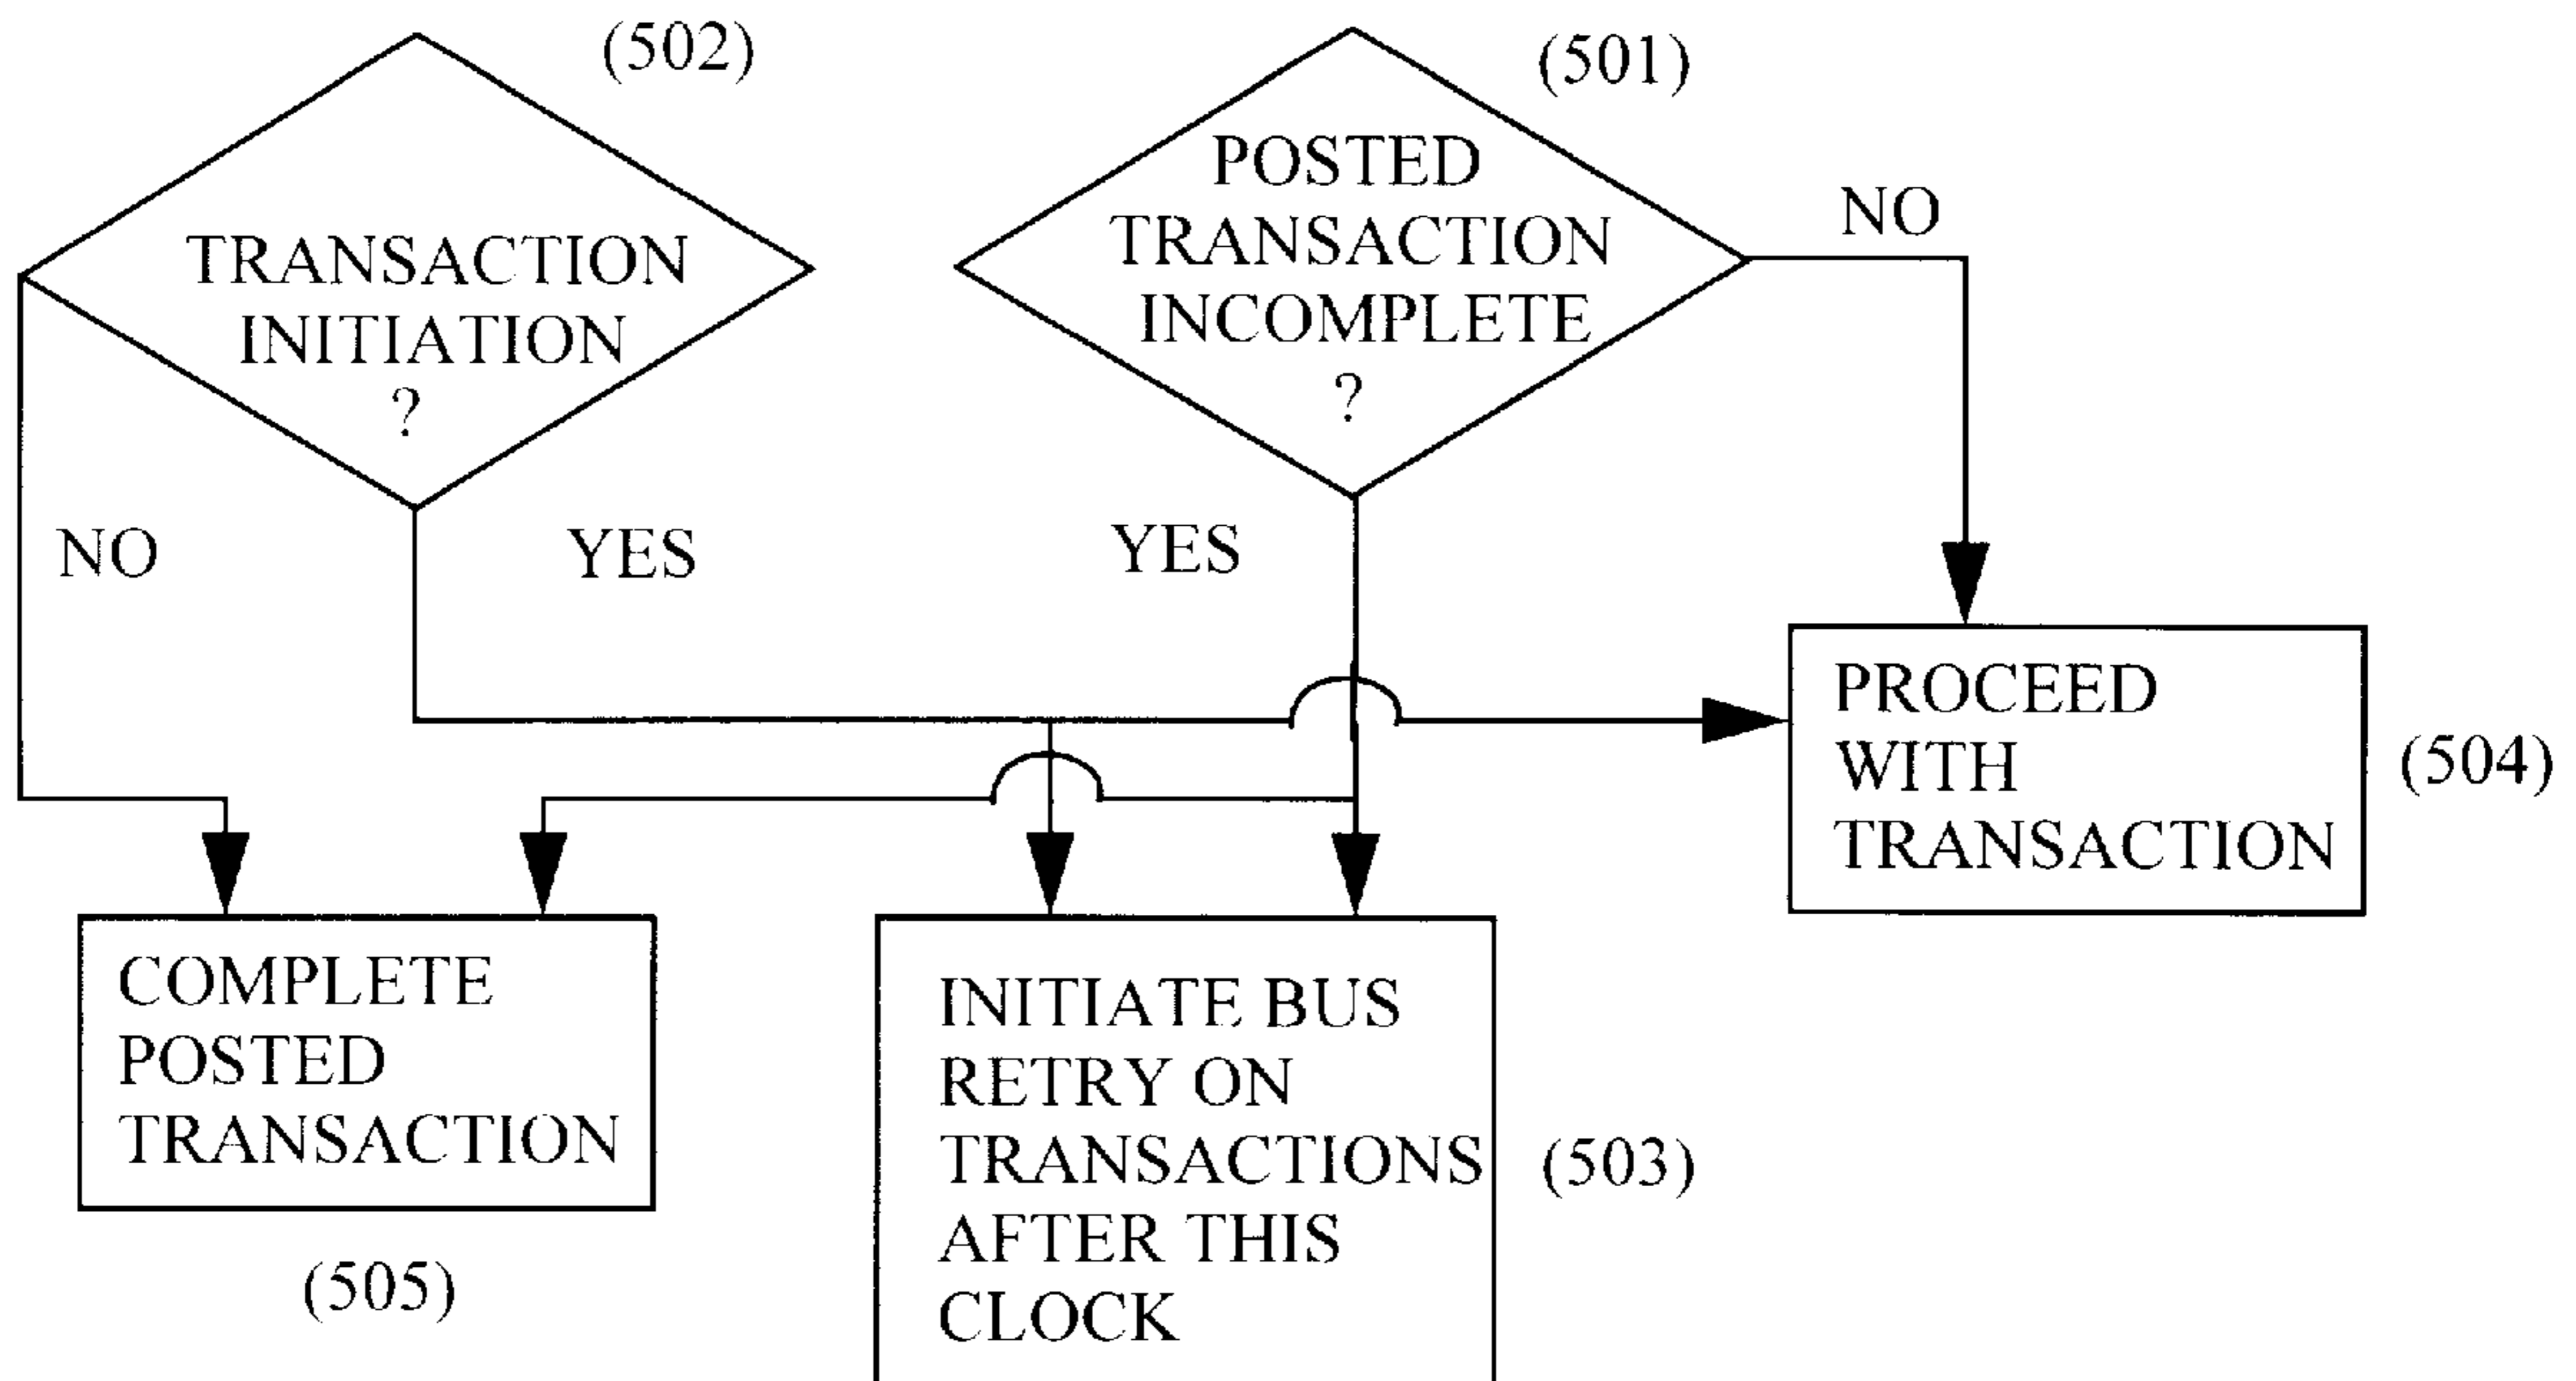 (502)
(501)
TRANSACTION
INITIATION
?
POSTED
TRANSACTION
INCOMPLETE
?
NO
NO
YES
YES
PROCEED
WITH
TRANSACTION
(504)
COMPLETE
POSTED
TRANSACTION
(505)
INITIATE BUS
RETRY ON
TRANSACTIONS
AFTER THIS
CLOCK
(503)